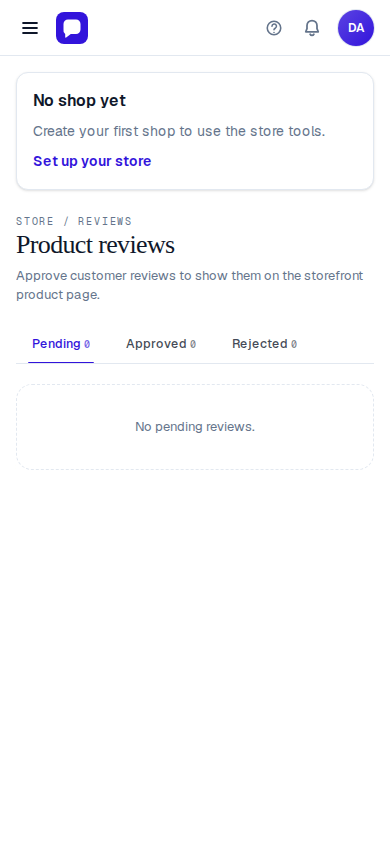 DA
No shop yet
Create your first shop to use the store tools.
Set up your store
STORE / REVIEWS
Product reviews
Approve customer reviews to show them on the storefront
product page.
Pending 0 Approved 0 Rejected 0
No pending reviews.